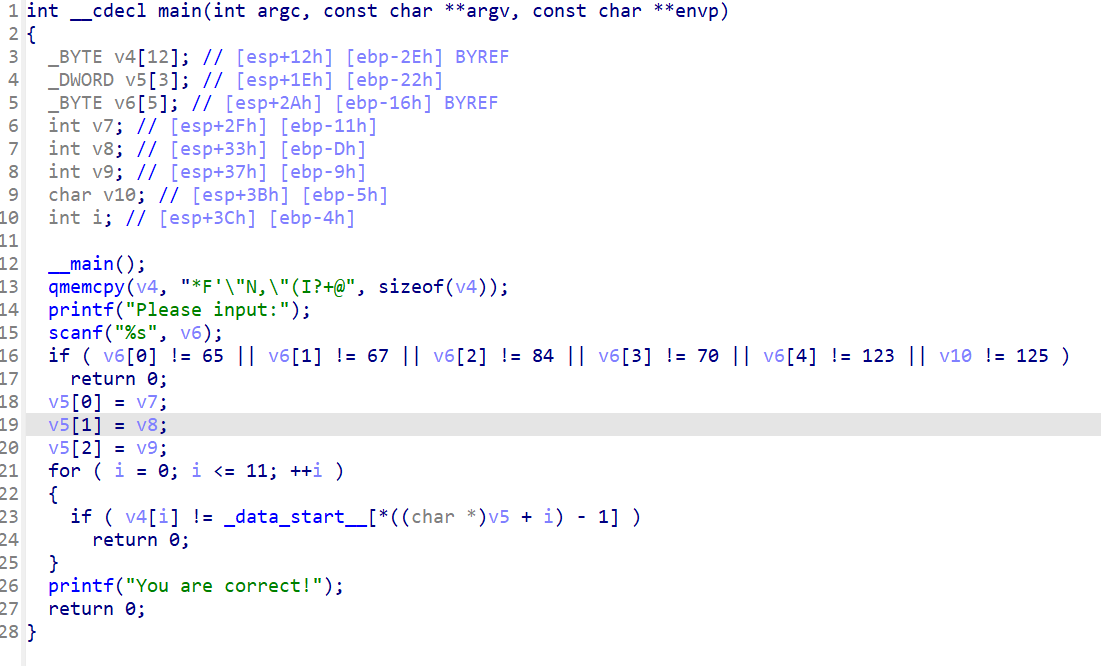 1 int __cdecl main(int argc, const char **argv, const char **envp)
2 {
3   _BYTE v4[12]; // [esp+12h] [ebp-2Eh] BYREF
4   _DWORD v5[3]; // [esp+1Eh] [ebp-22h]
5   _BYTE v6[5]; // [esp+2Ah] [ebp-16h] BYREF
6   int v7; // [esp+2Fh] [ebp-11h]
7   int v8; // [esp+33h] [ebp-Dh]
8   int v9; // [esp+37h] [ebp-9h]
9   char v10; // [esp+3Bh] [ebp-5h]
10   int i; // [esp+3Ch] [ebp-4h]
11
12   __main();
13   qmemcpy(v4, "*F'\"N,\"(I?+@", sizeof(v4));
14   printf("Please input:");
15   scanf("%s", v6);
16   if ( v6[0] != 65 || v6[1] != 67 || v6[2] != 84 || v6[3] != 70 || v6[4] != 123 || v10 != 125 )
17     return 0;
18   v5[0] = v7;
19   v5[1] = v8;
20   v5[2] = v9;
21   for ( i = 0; i <= 11; ++i )
22   {
23     if ( v4[i] != _data_start__[*((char *)v5 + i) - 1] )
24       return 0;
25   }
26   printf("You are correct!");
27   return 0;
28 }